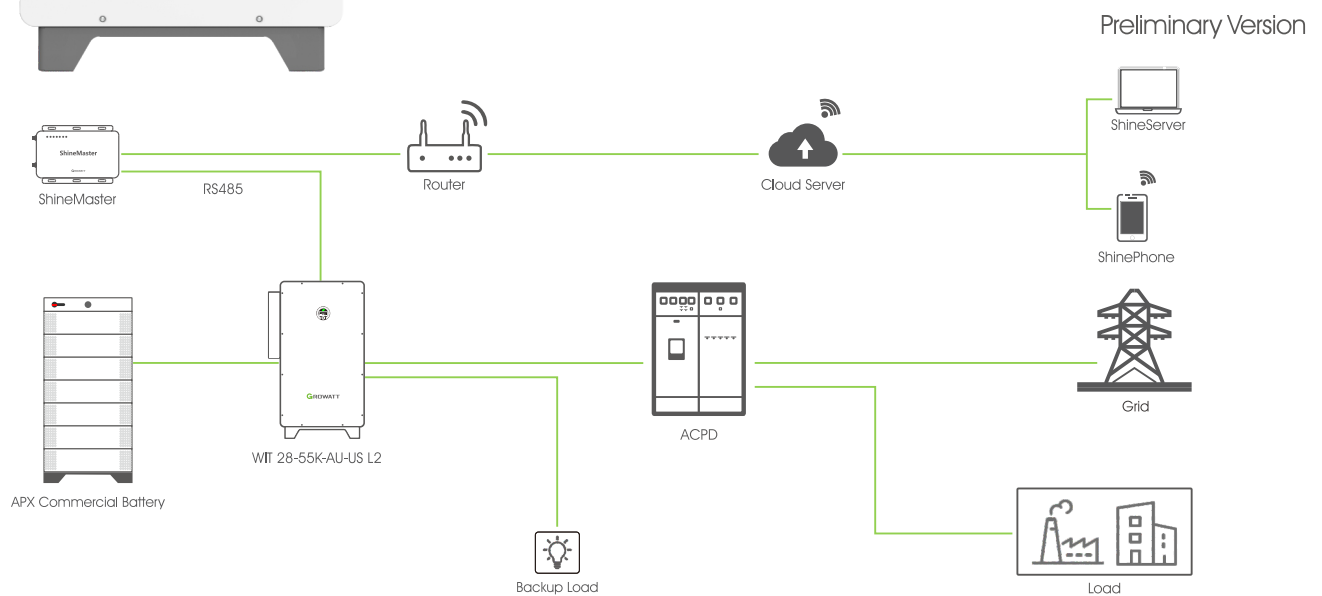 Preliminary Version
ShineServer
ShineMaster
GROWATT
ShineMaster
RS485
Router
Cloud Server
ShinePhone
GROWATT
WIT 28-55K-AU-US L2
ACPD
Grid
APX Commercial Battery
Backup Load
Load